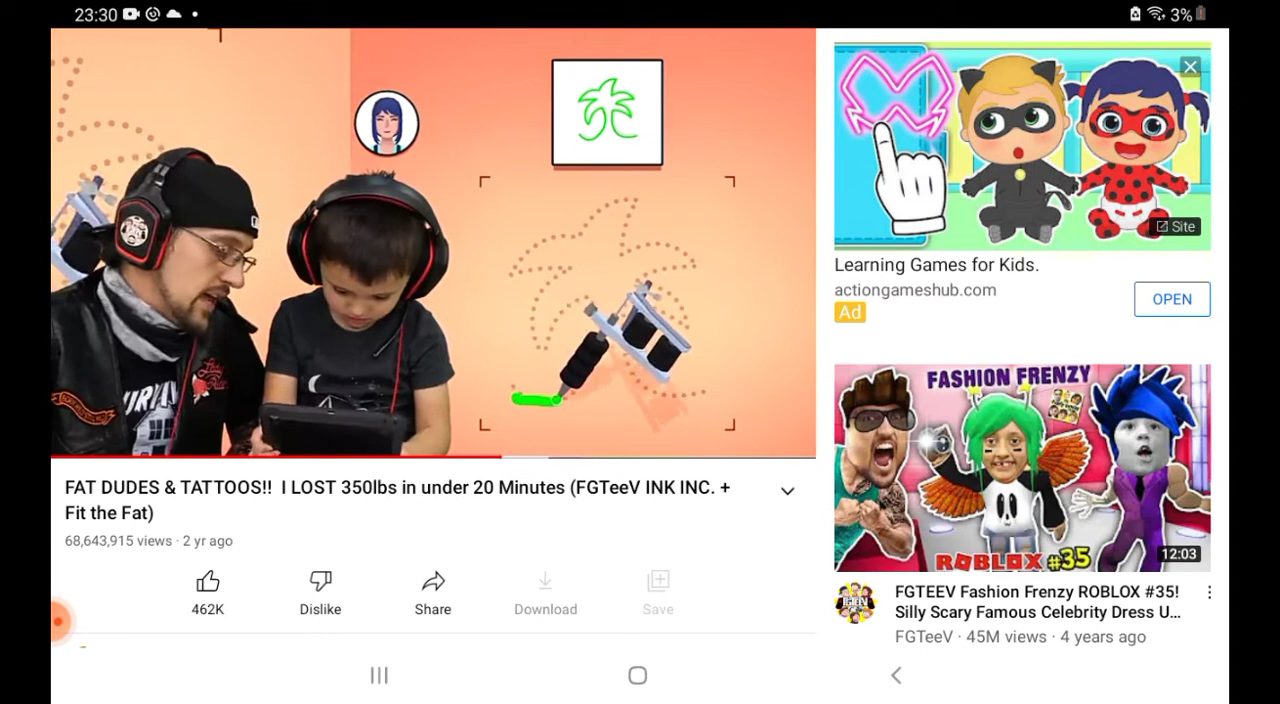 23:30
3%
Site
Learning Games for Kids.
actiongameshub.com
OPEN
Ad
FASHION FRENZY
ROBLOX #35
12:03
FAT DUDES & TATTOOS!! I LOST 350lbs in under 20 Minutes (FGTeeV INK INC. +
Fit the Fat)
68,643,915 views · 2 yr ago
462K
Dislike
Share
Download
Save
FGTEEV Fashion Frenzy ROBLOX #35!
Silly Scary Famous Celebrity Dress U...
FGTeeV · 45M views · 4 years ago